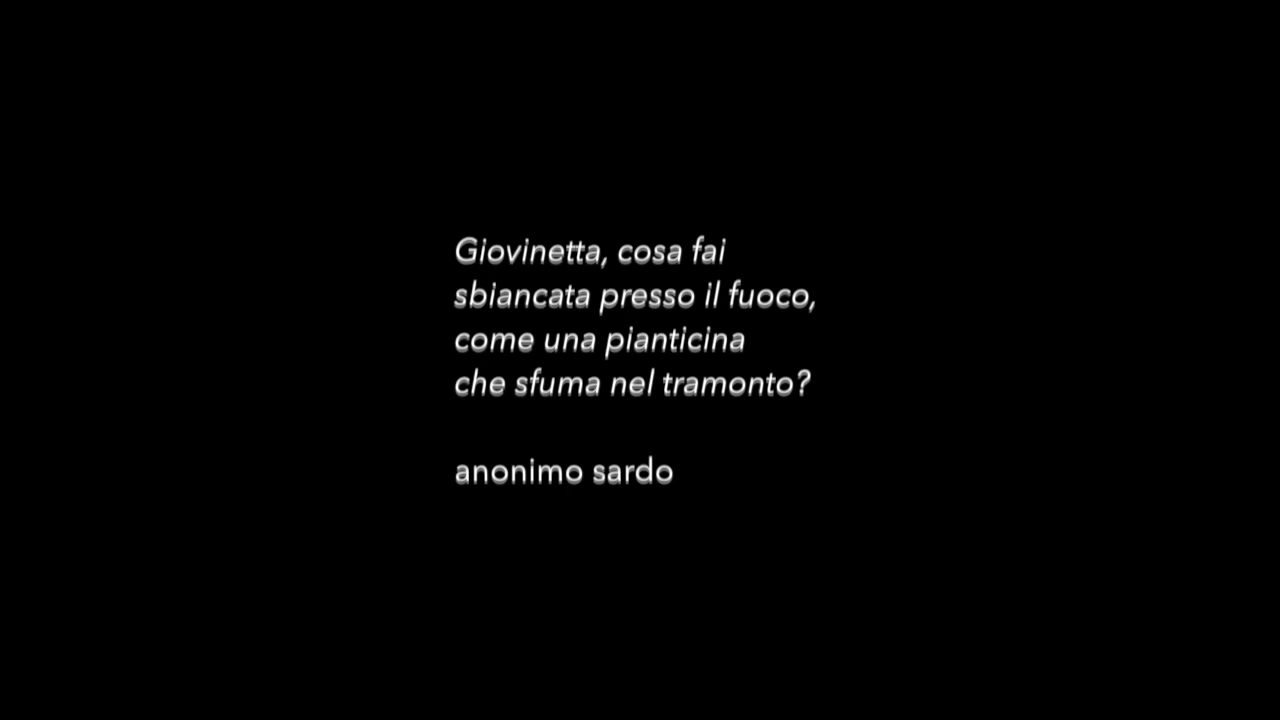 Giovinetta, cosa fai
sbiancata presso il fuoco,
come una pianticina
che sfuma nel tramonto?
anonimo sardo